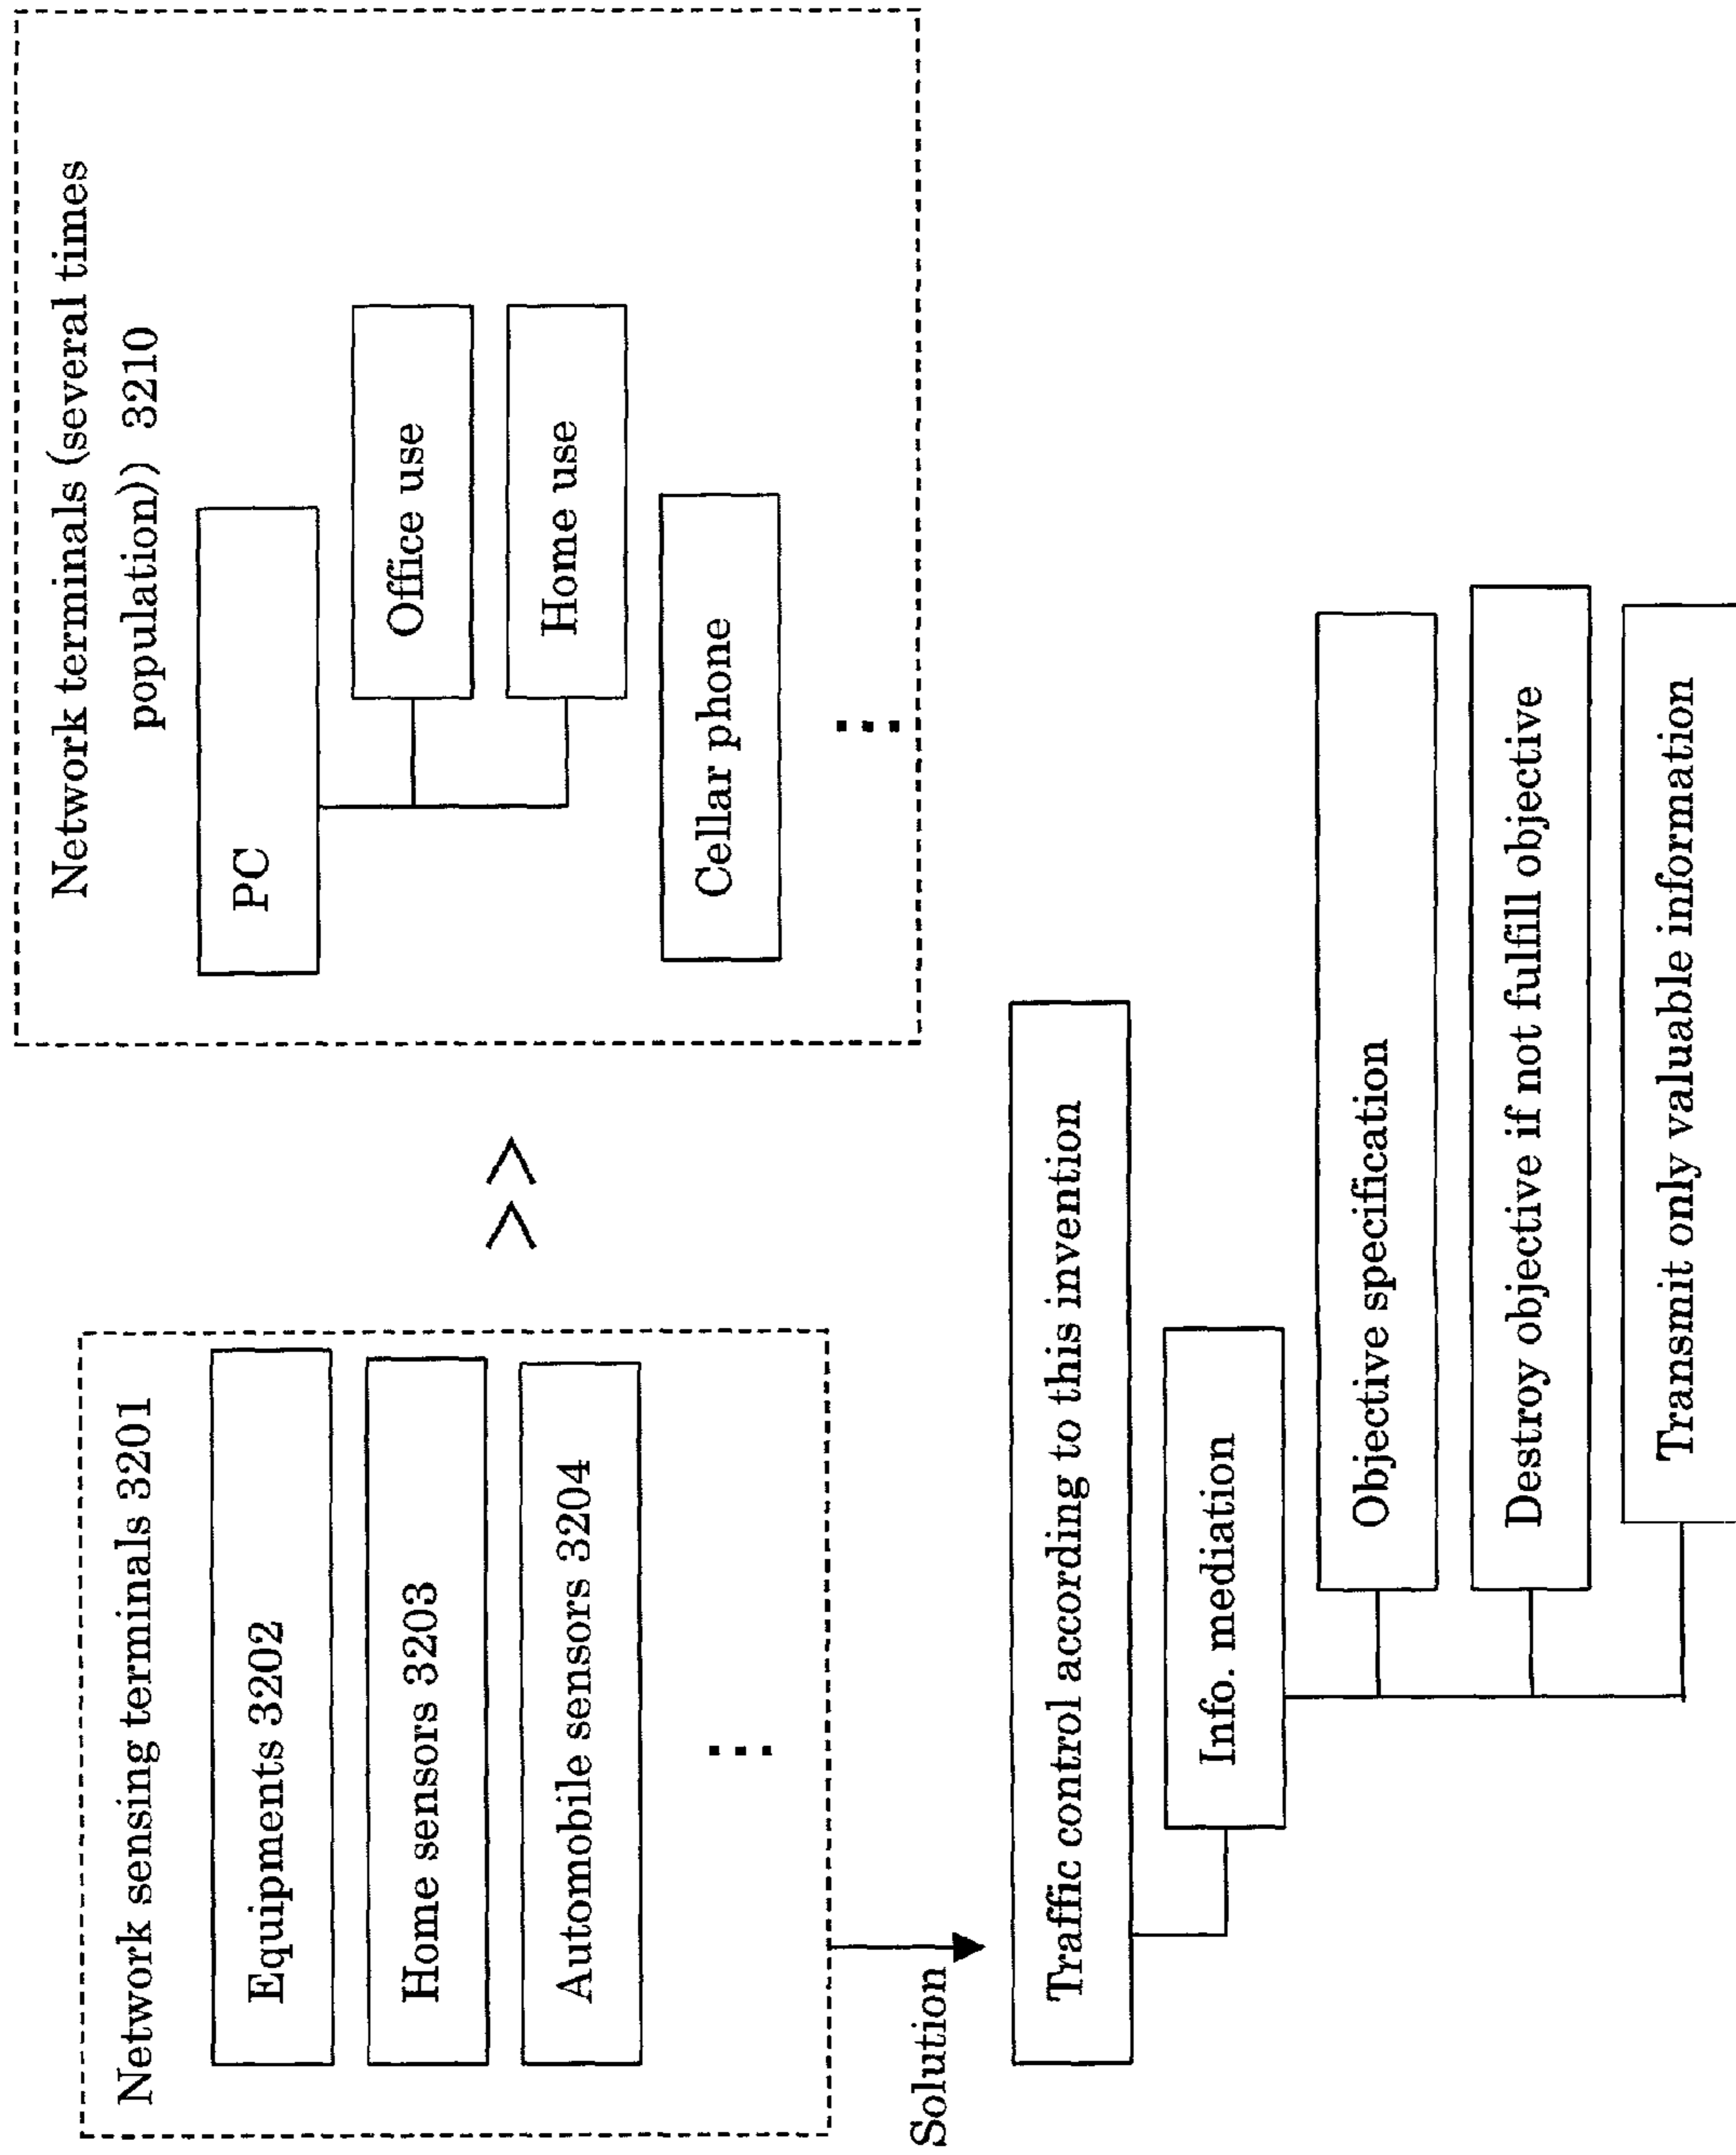 Network sensing terminals 3201
Equipments 3202
Home sensors 3203
Automobile sensors 3204
...
>>
Network terminals (several times
population)) 3210
PC
Office use
Home use
Cellar phone
...
Solution
Traffic control according to this invention
Info. mediation
Objective specification
Destroy objective if not fulfill objective
Transmit only valuable information